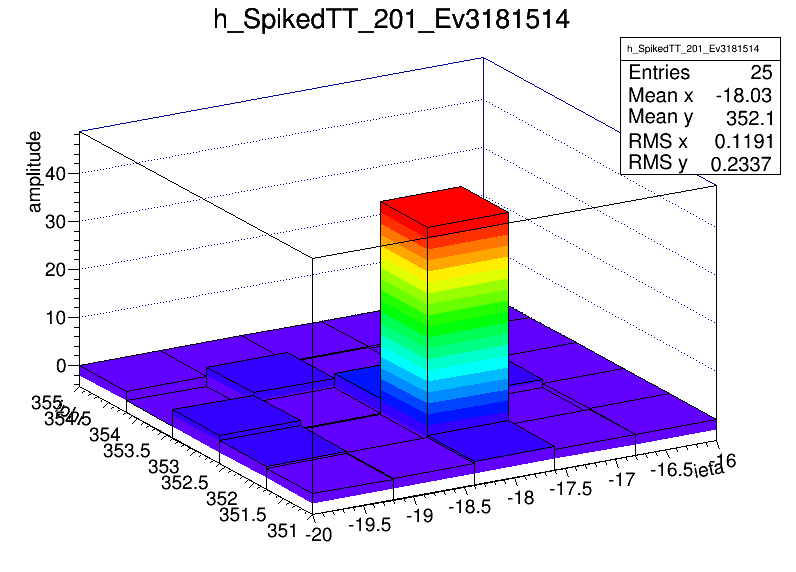 h_SpikedTT_201_Ev3181514
h_SpikedTT_201_Ev3181514
Entries 25
Mean x -18.03
Mean y 352.1
RMS x 0.1191
RMS y 0.2337
amplitude
40
30
20
10
0
355
354.5
354
353.5
353
352.5
352
351.5
351
-20
-19.5
-19
-18.5
-18
-17.5
-17
-16.5
-16
ieta